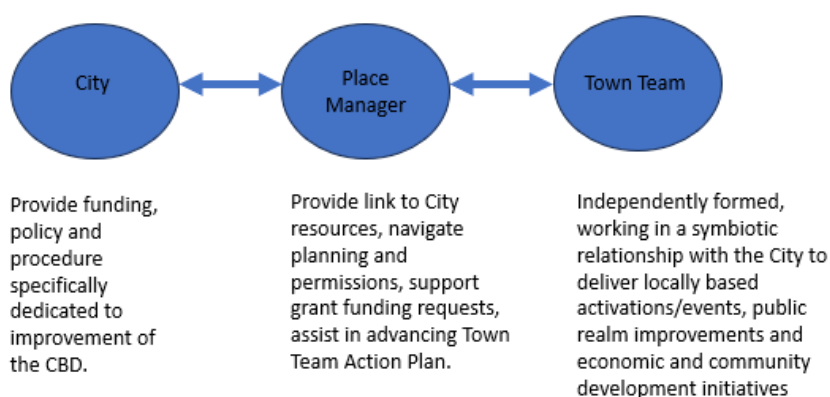 City
Place
Manager
Town Team
Provide funding,
policy and
procedure
specifically
dedicated to
improvement of
the CBD.
Provide link to City
resources, navigate
planning and
permissions, support
grant funding requests,
assist in advancing Town
Team Action Plan.
Independently formed,
working in a symbiotic
relationship with the City to
deliver locally based
activations/events, public
realm improvements and
economic and community
development initiatives